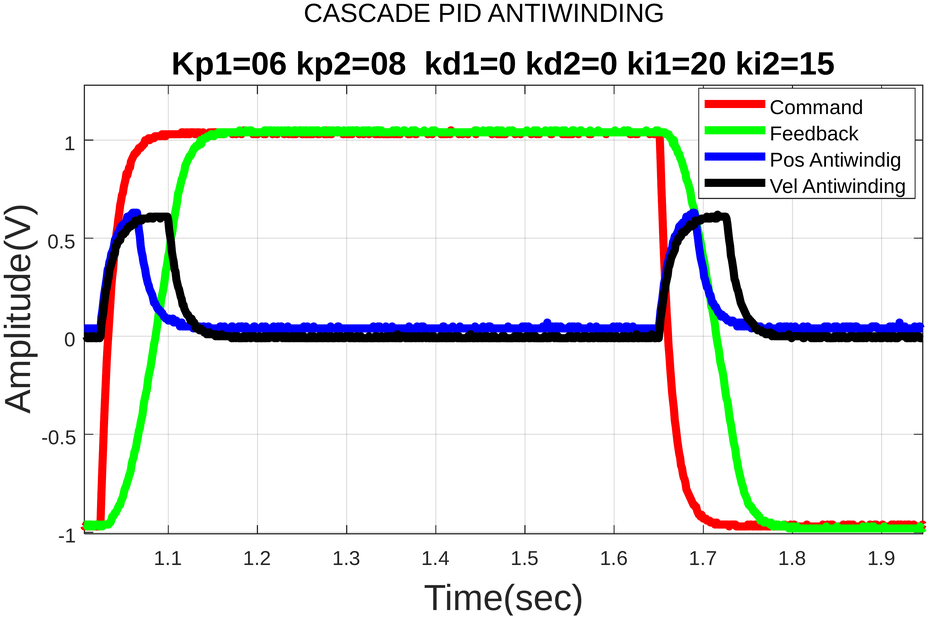 CASCADE PID ANTIWINDING
Kp1=06 kp2=08  kd1=0 kd2=0 ki1=20 ki2=15
Command
Feedback
Pos Antiwindig
Vel Antiwinding
Amplitude(V)
1
0.5
0
-0.5
-1
1.1 1.2 1.3 1.4 1.5 1.6 1.7 1.8 1.9
Time(sec)